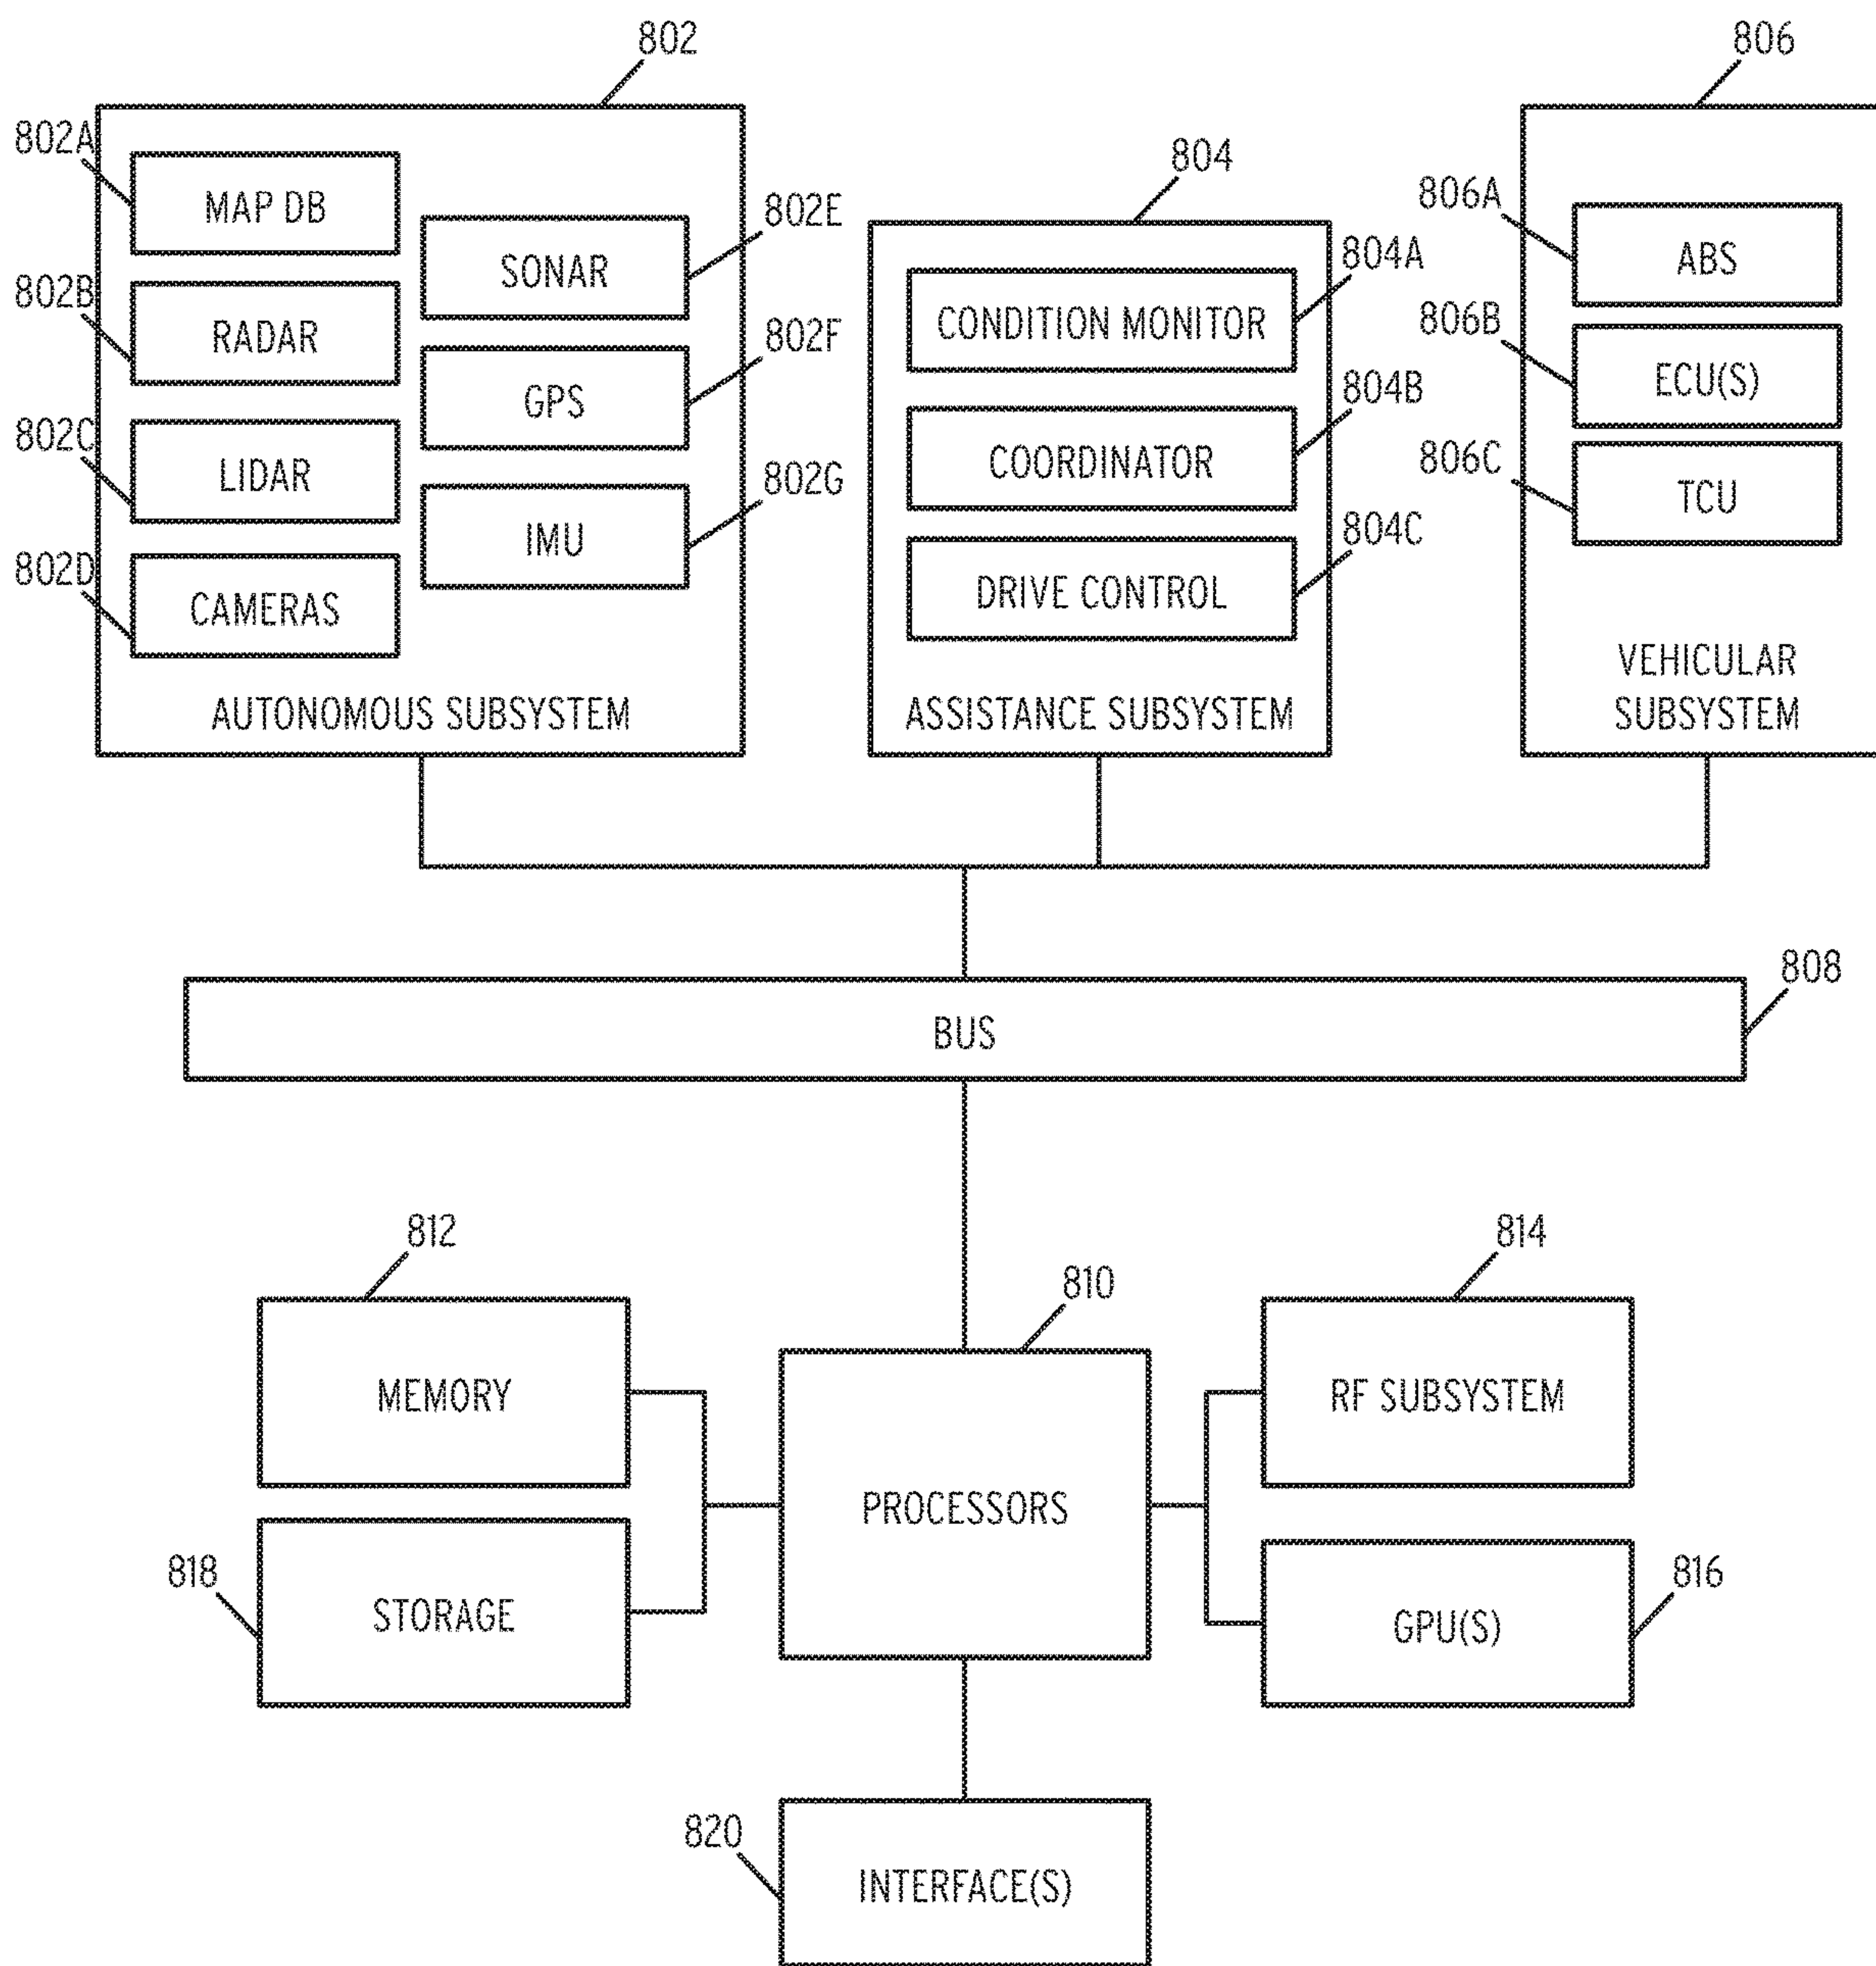 802
806
802A
MAP DB
804
802E
SONAR
806A
ABS
804A
CONDITION MONITOR
802B
RADAR
802F
GPS
806B
ECU(S)
804B
COORDINATOR
802C
LIDAR
802G
IMU
806C
TCU
804C
DRIVE CONTROL
802D
CAMERAS
AUTONOMOUS SUBSYSTEM
ASSISTANCE SUBSYSTEM
VEHICULAR
SUBSYSTEM
808
BUS
812
814
810
MEMORY
RF SUBSYSTEM
PROCESSORS
818
STORAGE
816
GPU(S)
820
INTERFACE(S)